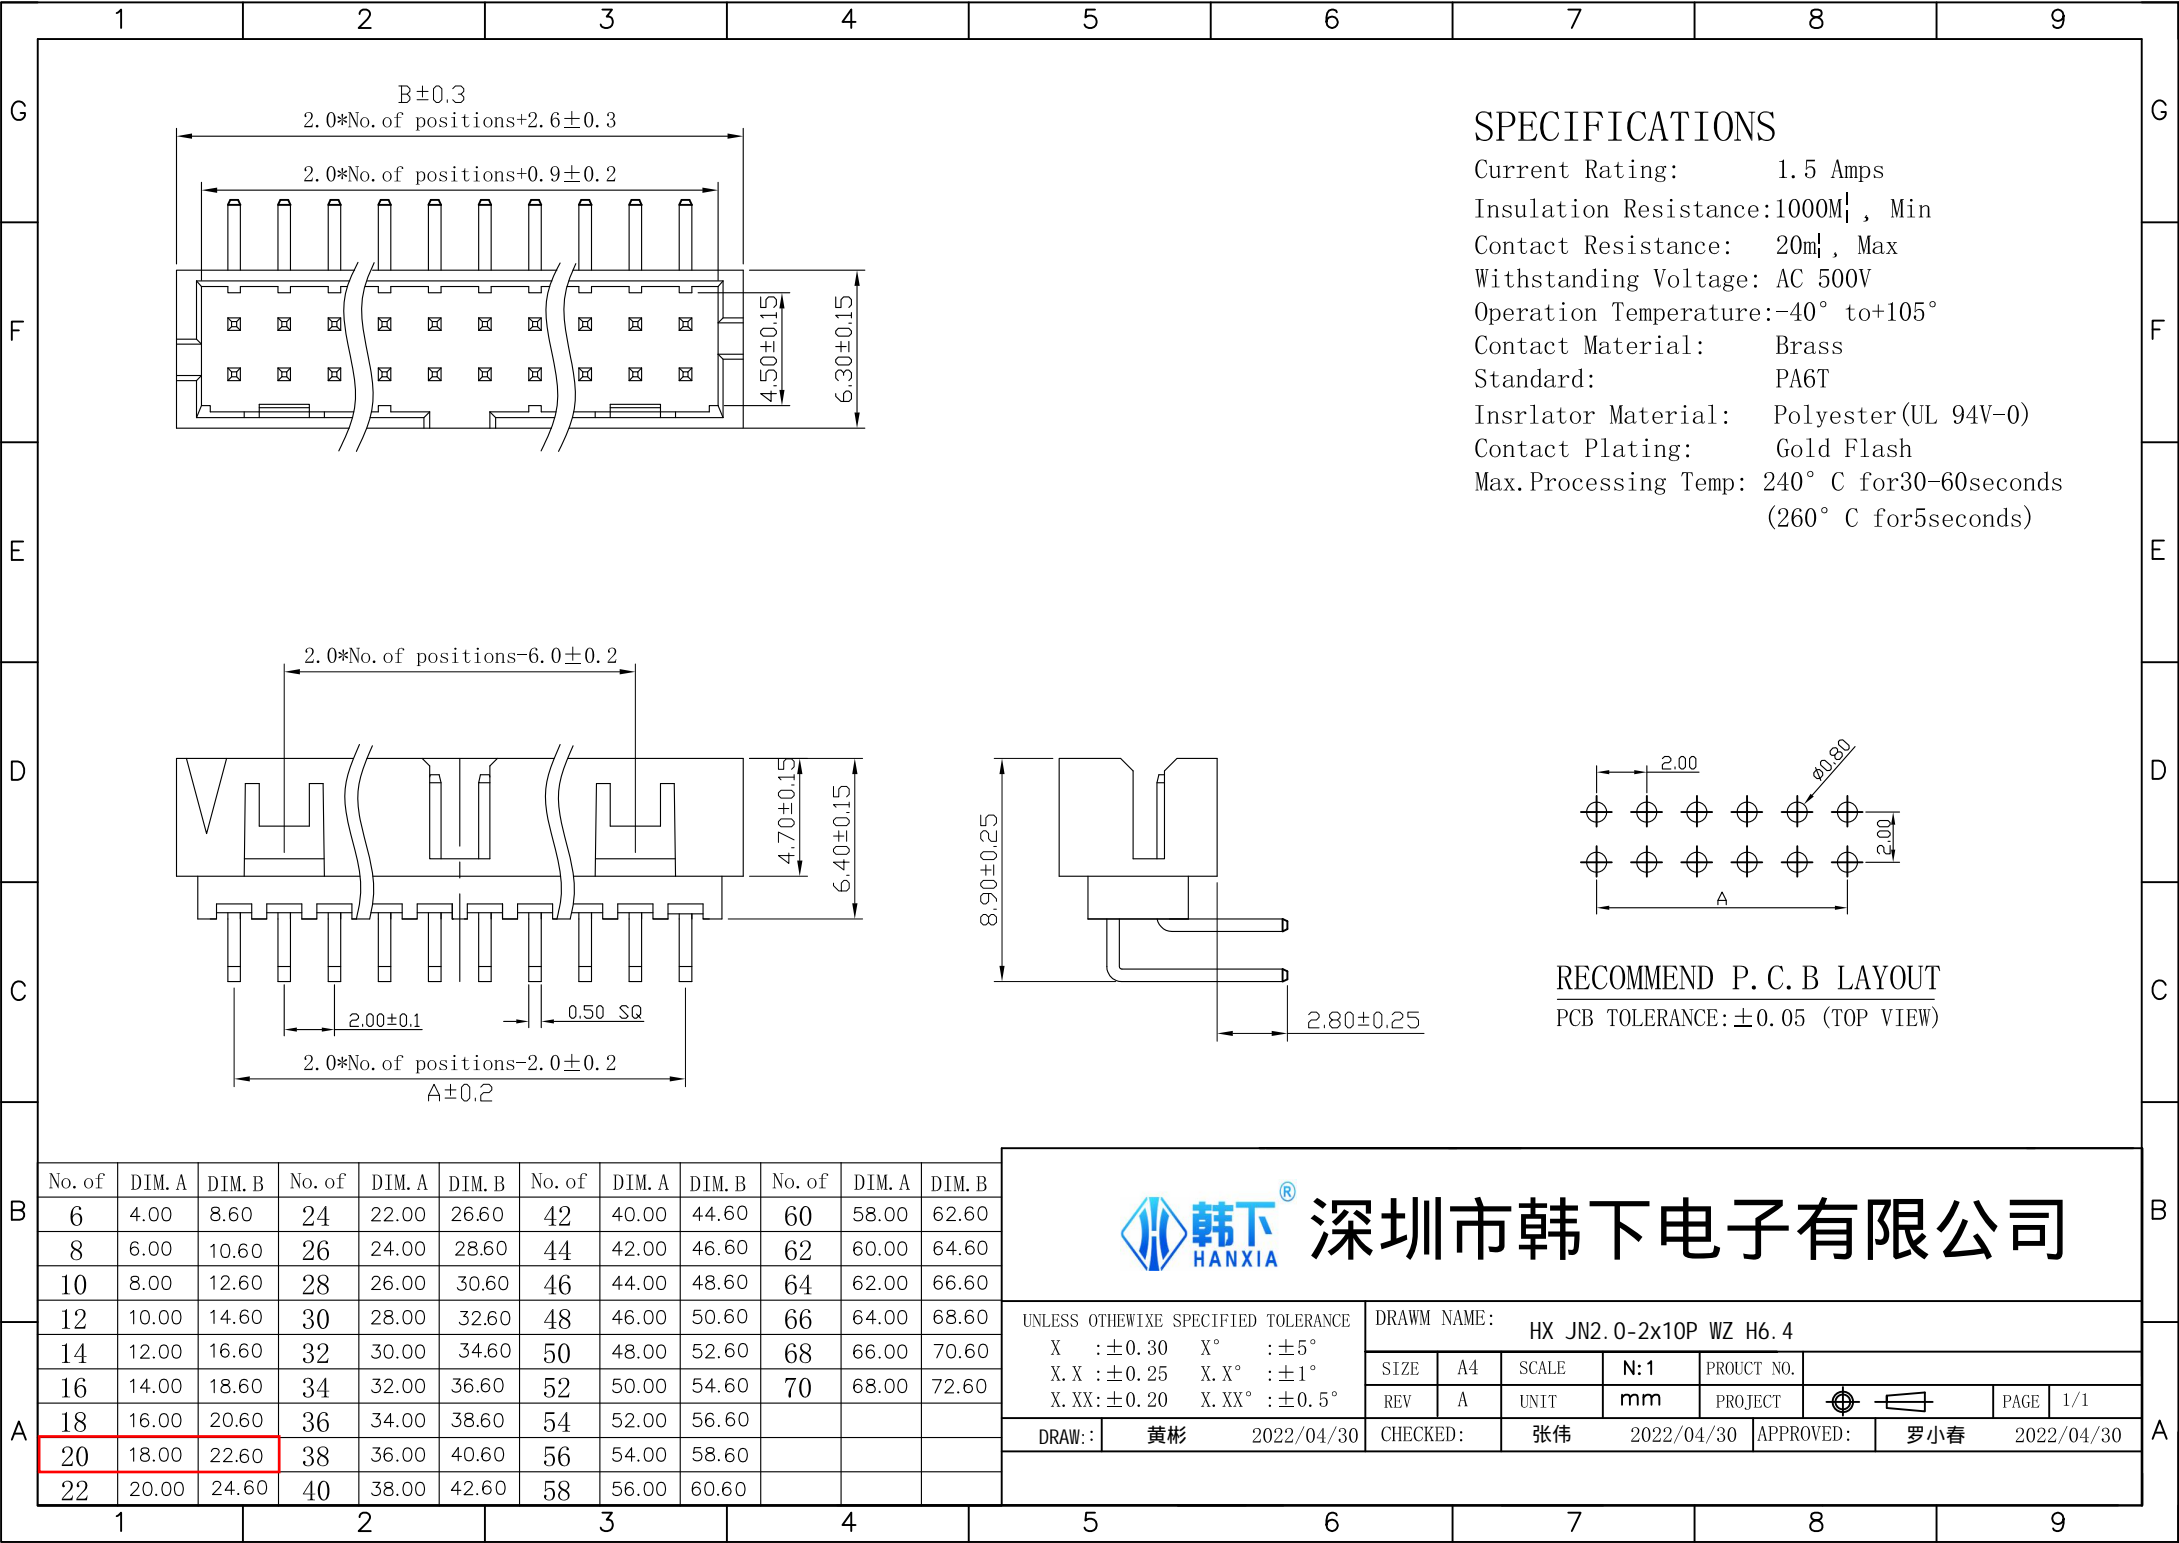 1 2 3 4 5 6 7 8 9
G G
F F
E E
D D
C C
B B
A A
B±0.3
2.0*No.of positions+2.6±0.3
2.0*No.of positions+0.9±0.2
4.50±0.15
6.30±0.15
SPECIFICATIONS
Current Rating: 1.5 Amps
Insulation Resistance:1000M¦ , Min
Contact Resistance: 20m¦ , Max
Withstanding Voltage: AC 500V
Operation Temperature:-40° to+105°
Contact Material: Brass
Standard: PA6T
Insrlator Material: Polyester(UL 94V-0)
Contact Plating: Gold Flash
Max.Processing Temp: 240° C for30-60seconds
(260° C for5seconds)
2.0*No.of positions-6.0±0.2
4.70±0.15
6.40±0.15
2.00±0.1
0.50 SQ
2.0*No.of positions-2.0±0.2
A±0.2
8.90±0.25
2.80±0.25
2.00
ø0.80
2.00
A
RECOMMEND P.C.B LAYOUT
PCB TOLERANCE:±0.05 (TOP VIEW)
No.of DIM.A DIM.B No.of DIM.A DIM.B No.of DIM.A DIM.B No.of DIM.A DIM.B
6 4.00 8.60 24 22.00 26.60 42 40.00 44.60 60 58.00 62.60
8 6.00 10.60 26 24.00 28.60 44 42.00 46.60 62 60.00 64.60
10 8.00 12.60 28 26.00 30.60 46 44.00 48.60 64 62.00 66.60
12 10.00 14.60 30 28.00 32.60 48 46.00 50.60 66 64.00 68.60
14 12.00 16.60 32 30.00 34.60 50 48.00 52.60 68 66.00 70.60
16 14.00 18.60 34 32.00 36.60 52 50.00 54.60 70 68.00 72.60
18 16.00 20.60 36 34.00 38.60 54 52.00 56.60
20 18.00 22.60 38 36.00 40.60 56 54.00 58.60
22 20.00 24.60 40 38.00 42.60 58 56.00 60.60
韩下®
HANXIA
深圳市韩下电子有限公司
UNLESS OTHEWIXE SPECIFIED TOLERANCE
X :±0.30 X° :±5°
X.X :±0.25 X.X° :±1°
X.XX:±0.20 X.XX° :±0.5°
DRAWM NAME: HX JN2.0-2x10P WZ H6.4
SIZE A4 SCALE N:1 PROUCT NO.
REV A UNIT mm PROJECT PAGE 1/1
DRAW:: 黄彬 2022/04/30 CHECKED: 张伟 2022/04/30 APPROVED: 罗小春 2022/04/30
1 2 3 4 5 6 7 8 9